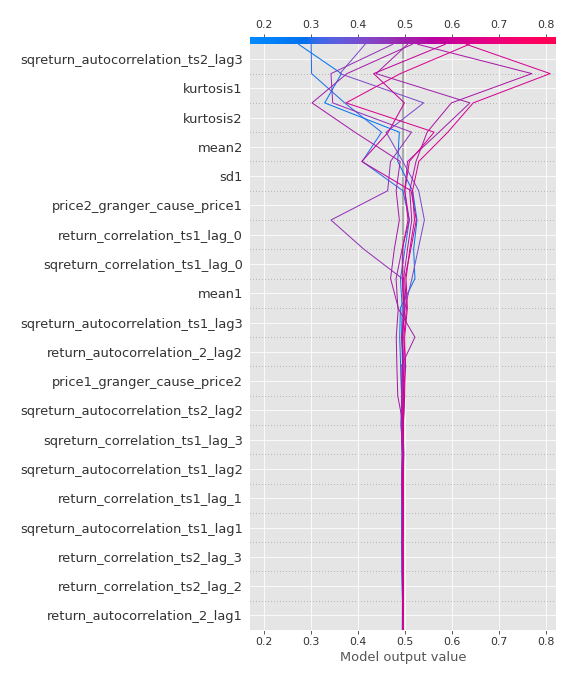 0.2 0.3 0.4 0.5 0.6 0.7 0.8
sqreturn_autocorrelation_ts2_lag3
kurtosis1
kurtosis2
mean2
sd1
price2_granger_cause_price1
return_correlation_ts1_lag_0
sqreturn_correlation_ts1_lag_0
mean1
sqreturn_autocorrelation_ts1_lag3
return_autocorrelation_2_lag2
price1_granger_cause_price2
sqreturn_autocorrelation_ts2_lag2
sqreturn_correlation_ts1_lag_3
sqreturn_autocorrelation_ts1_lag2
return_correlation_ts1_lag_1
sqreturn_autocorrelation_ts1_lag1
return_correlation_ts2_lag_3
return_correlation_ts2_lag_2
return_autocorrelation_2_lag1
0.2 0.3 0.4 0.5 0.6 0.7 0.8
Model output value